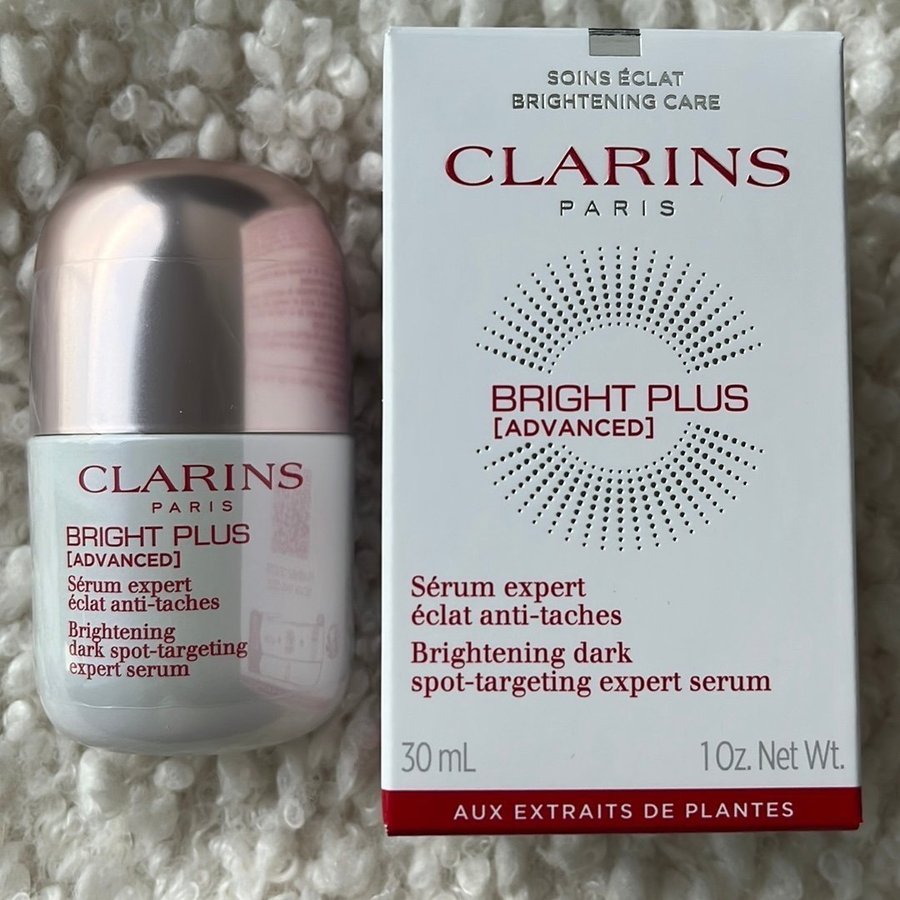 CLARINS
PARIS
BRIGHT PLUS
[ADVANCED]
Sérum expert
éclat anti-taches
Brightening
dark spot-targeting
expert serum
SOINS ÉCLAT
BRIGHTENING CARE
CLARINS
PARIS
BRIGHT PLUS
[ADVANCED]
Sérum expert
éclat anti-taches
Brightening dark
spot-targeting expert serum
30 mL 1 Oz. Net Wt.
AUX EXTRAITS DE PLANTES